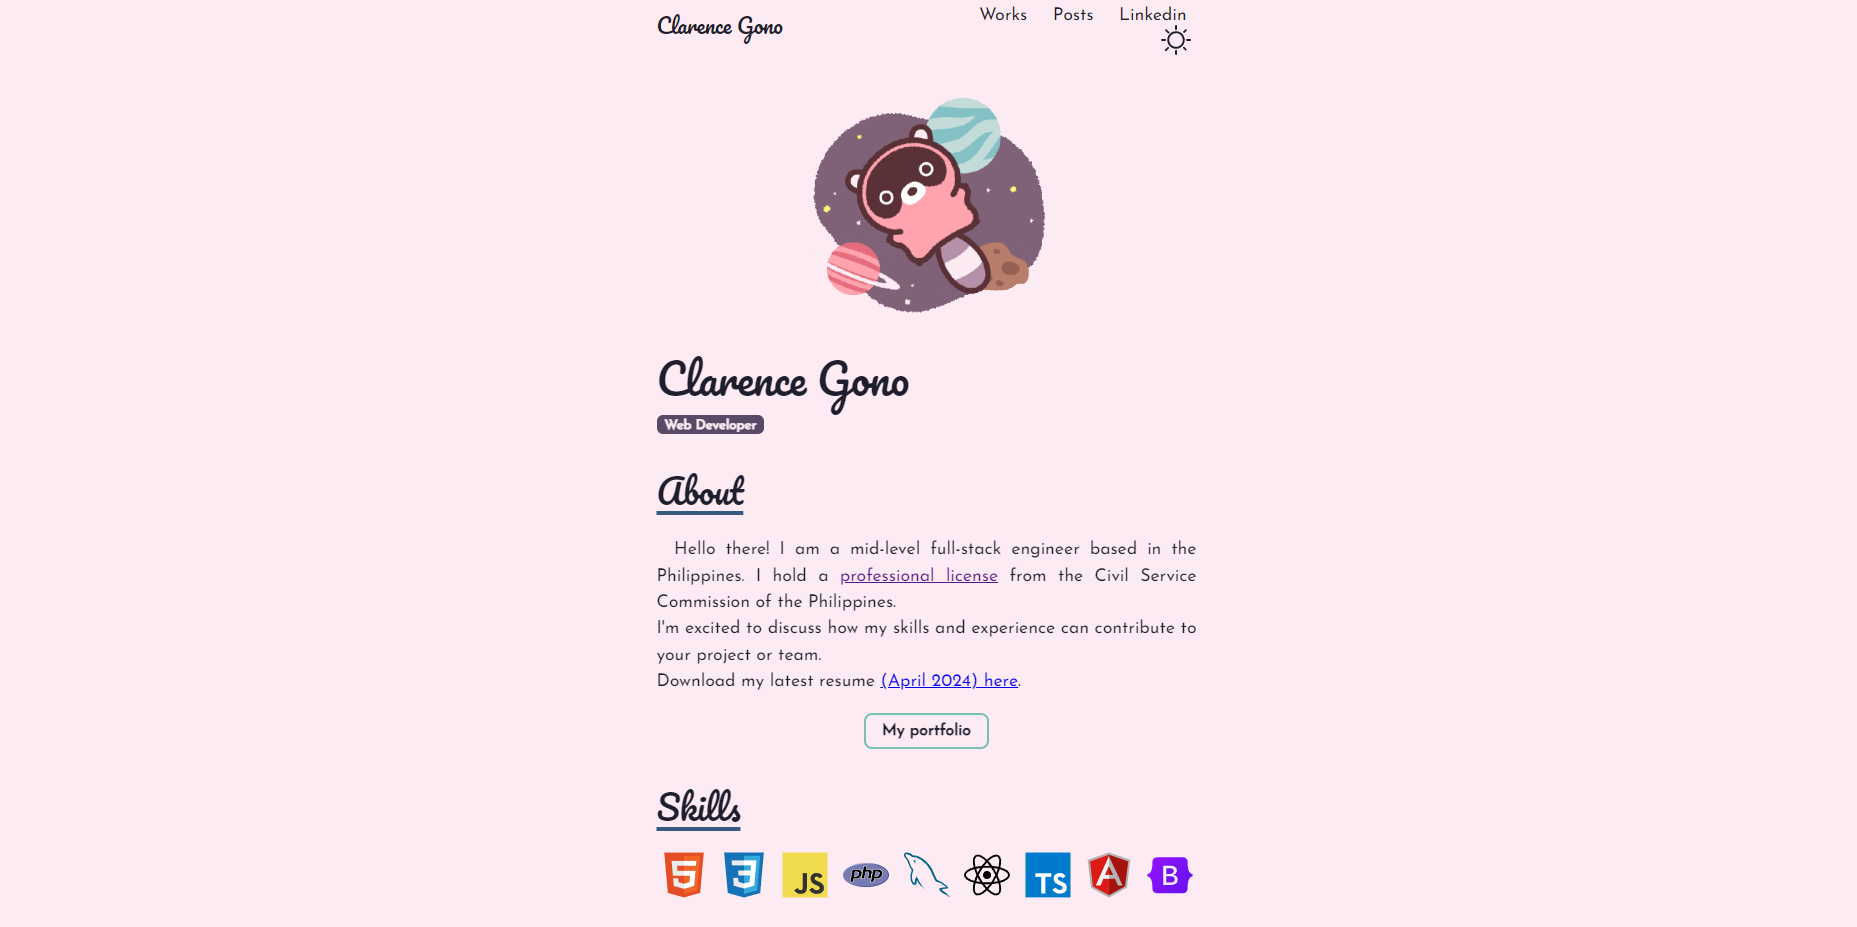 Clarence Gono
Works Posts Linkedin
Clarence Gono
Web Developer
About
Hello there! I am a mid-level full-stack engineer based in the
Philippines. I hold a professional license from the Civil Service
Commission of the Philippines.
I'm excited to discuss how my skills and experience can contribute to
your project or team.
Download my latest resume (April 2024) here.
My portfolio
Skills
5 3 JS php TS A B